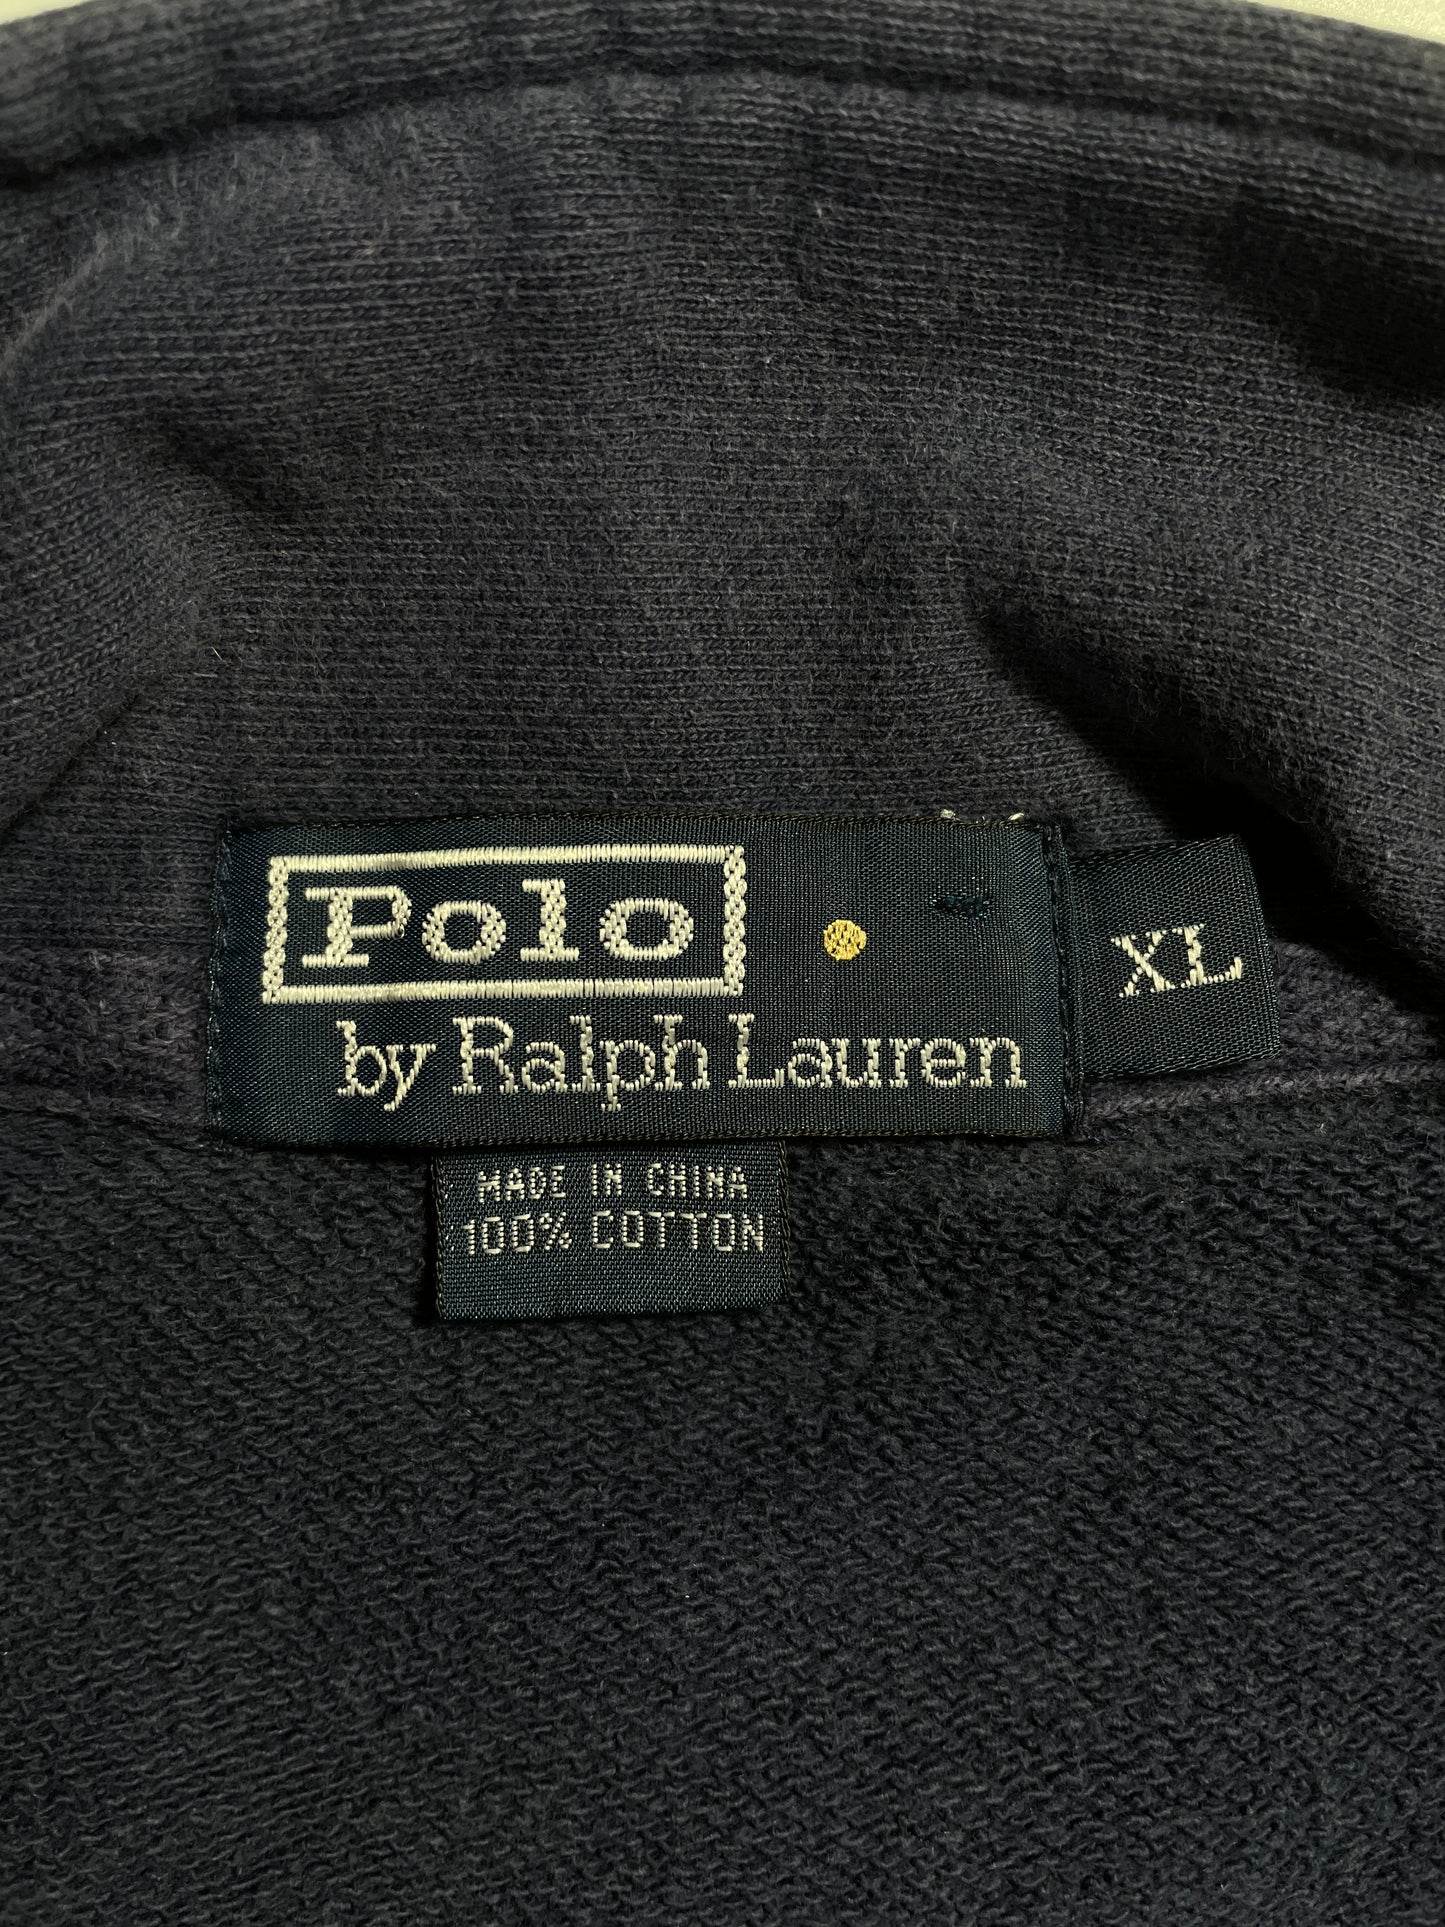 Polo
by Ralph Lauren
XL
MADE IN CHINA
100% COTTON